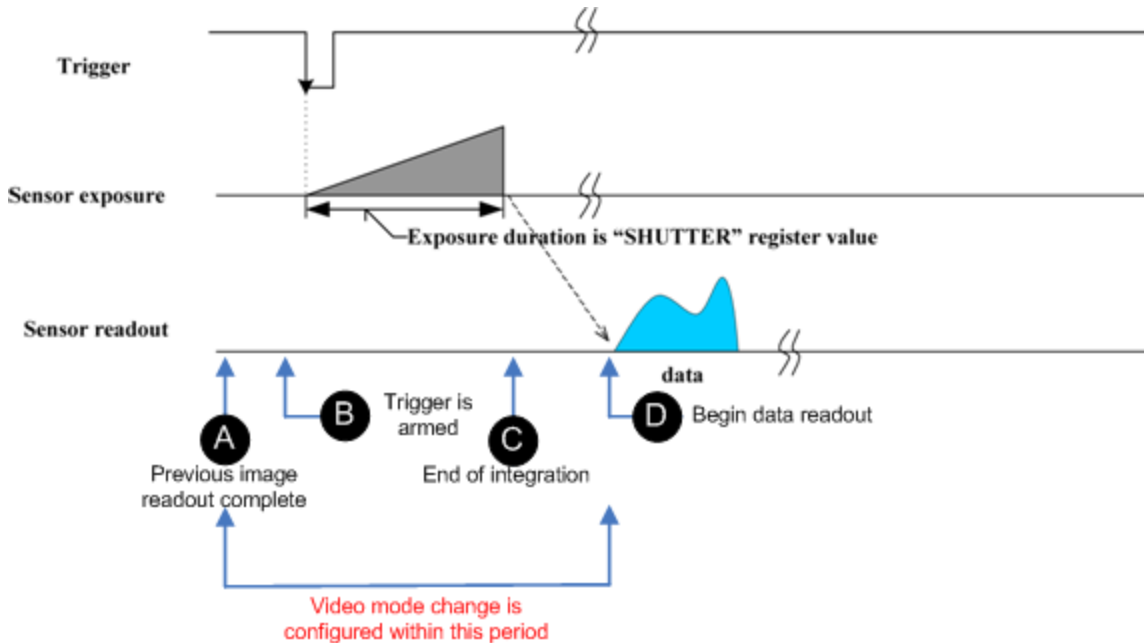 Trigger
Sensor exposure
Exposure duration is “SHUTTER” register value
Sensor readout
data
A
Previous image
readout complete
B
Trigger is
armed
C
End of integration
D
Begin data readout
Video mode change is
configured within this period